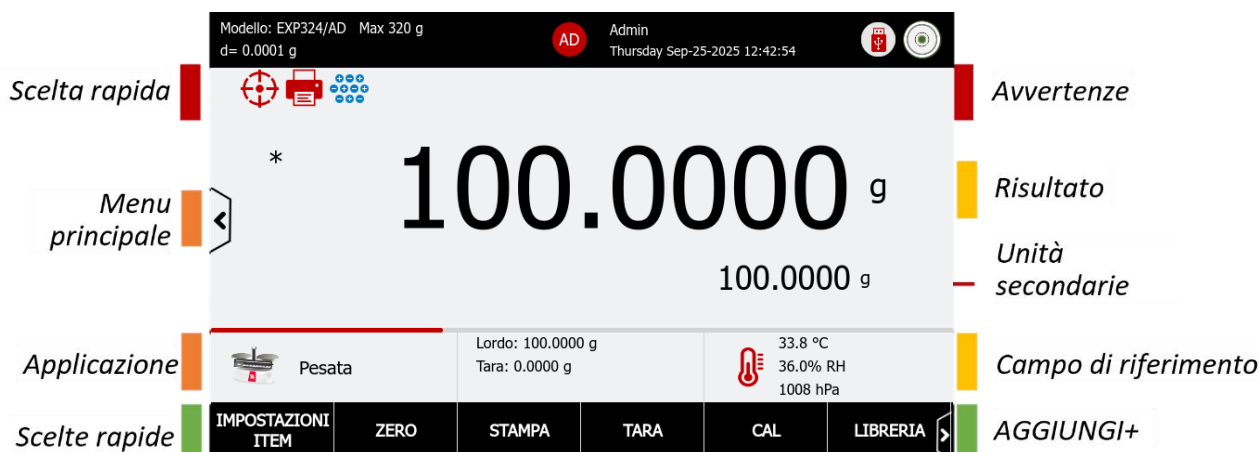 Modello: EXP324/AD Max 320 g
d= 0.0001 g
AD
Admin
Thursday Sep-25-2025 12:42:54
Scelta rapida
Avvertenze
*
100.0000 g
Menu
principale
Risultato
100.0000 g
Unità
secondarie
Applicazione
Pesata
Lordo: 100.0000 g
Tara: 0.0000 g
33.8 °C
36.0% RH
1008 hPa
Campo di riferimento
Scelte rapide
IMPOSTAZIONI
ITEM
ZERO
STAMPA
TARA
CAL
LIBRERIA
AGGIUNGI+